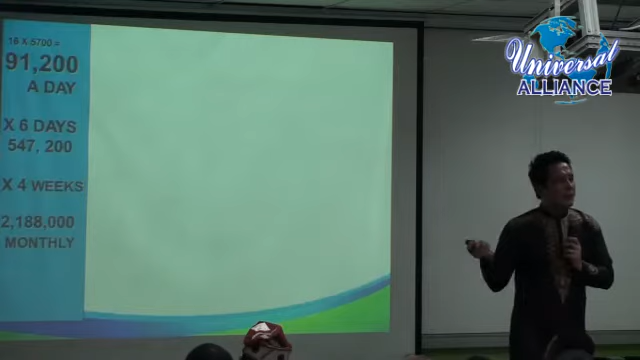 16 X 5700 =
91,200
A DAY
X 6 DAYS
547, 200
X 4 WEEKS
2,188,000
MONTHLY
Universal
ALLIANCE